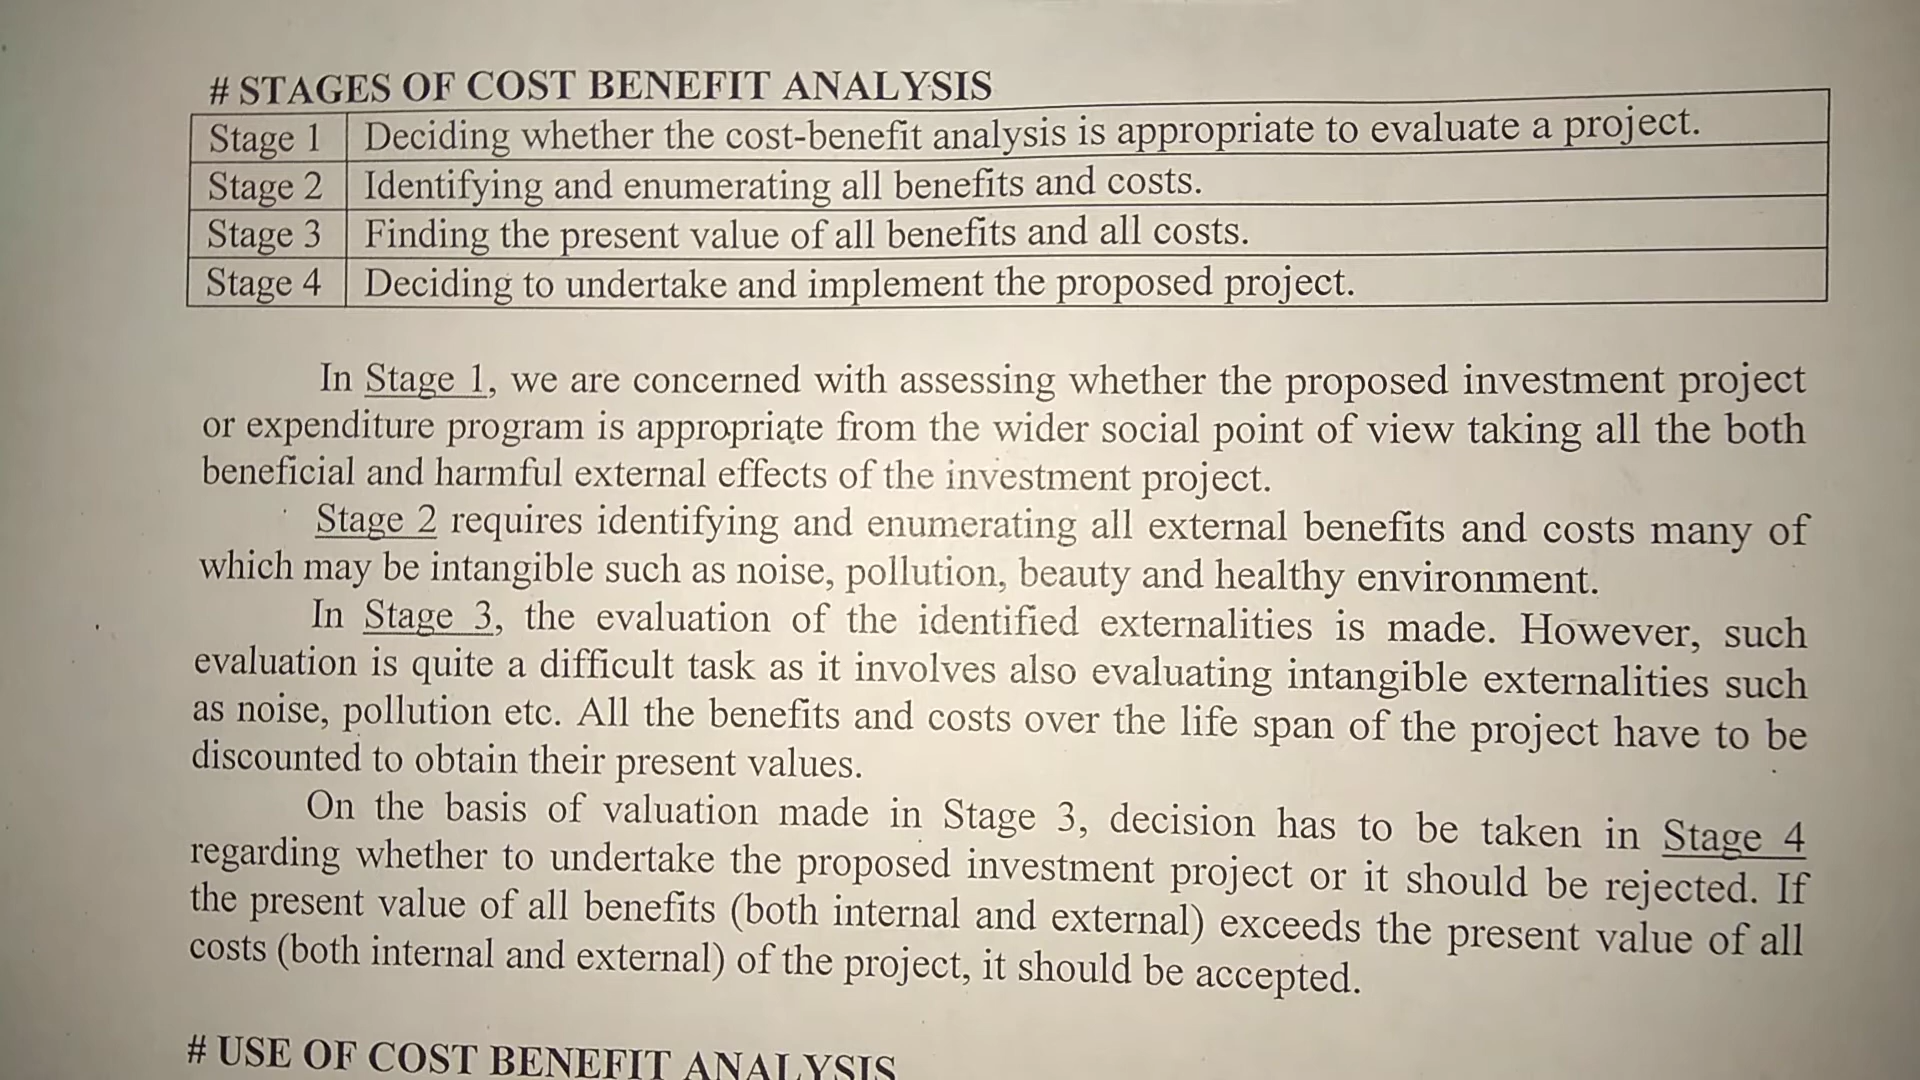 # STAGES OF COST BENEFIT ANALYSIS
Stage 1 Deciding whether the cost-benefit analysis is appropriate to evaluate a project.
Stage 2 Identifying and enumerating all benefits and costs.
Stage 3 Finding the present value of all benefits and all costs.
Stage 4 Deciding to undertake and implement the proposed project.
In Stage 1, we are concerned with assessing whether the proposed investment project
or expenditure program is appropriate from the wider social point of view taking all the both
beneficial and harmful external effects of the investment project.
Stage 2 requires identifying and enumerating all external benefits and costs many of
which may be intangible such as noise, pollution, beauty and healthy environment.
In Stage 3, the evaluation of the identified externalities is made. However, such
evaluation is quite a difficult task as it involves also evaluating intangible externalities such
as noise, pollution etc. All the benefits and costs over the life span of the project have to be
discounted to obtain their present values.
On the basis of valuation made in Stage 3, decision has to be taken in Stage 4
regarding whether to undertake the proposed investment project or it should be rejected. If
the present value of all benefits (both internal and external) exceeds the present value of all
costs (both internal and external) of the project, it should be accepted.
# USE OF COST BENEFIT ANALYSIS